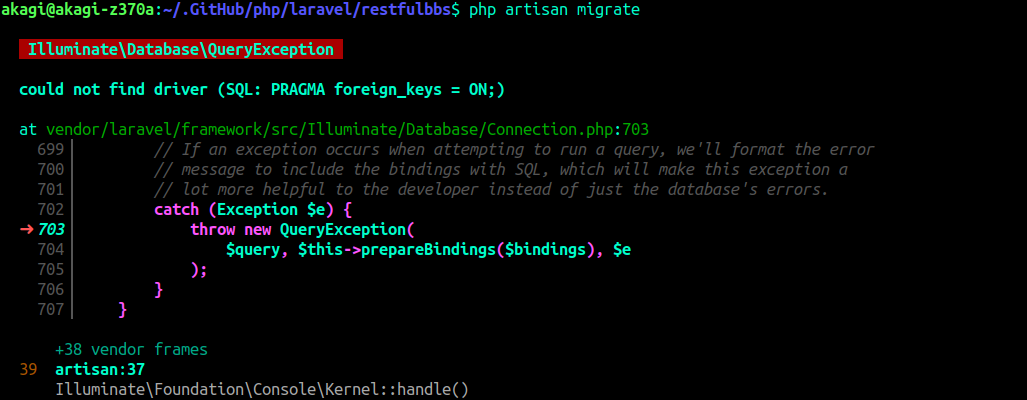 akagi@akagi-z370a:~/.GitHub/php/laravel/restfulbbs$ php artisan migrate
Illuminate\Database\QueryException
could not find driver (SQL: PRAGMA foreign_keys = ON;)
at vendor/laravel/framework/src/Illuminate/Database/Connection.php:703
699 // If an exception occurs when attempting to run a query, we'll format the error
700 // message to include the bindings with SQL, which will make this exception a
701 // lot more helpful to the developer instead of just the database's errors.
702 catch (Exception $e) {
➜ 703 throw new QueryException(
704 $query, $this->prepareBindings($bindings), $e
705 );
706 }
707 }
+38 vendor frames
39 artisan:37
Illuminate\Foundation\Console\Kernel::handle()